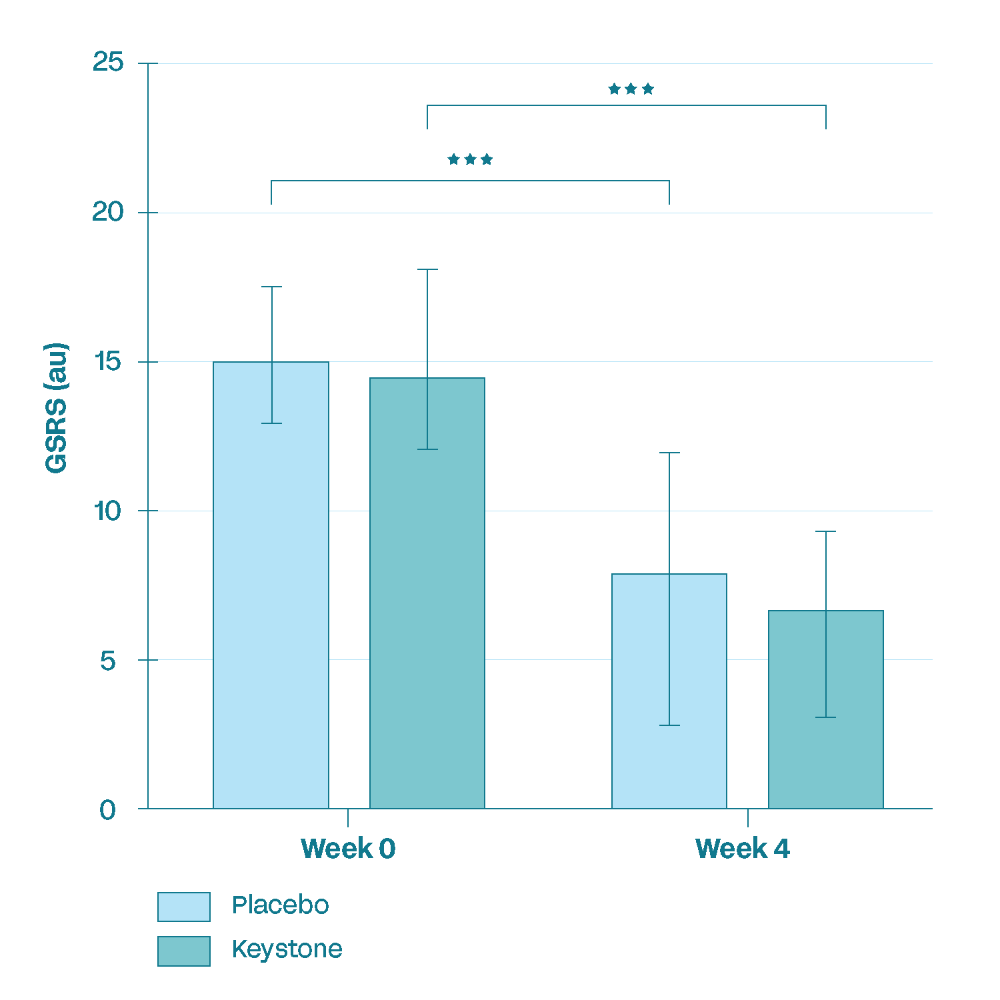 25
★★★
★★★
20
15
GSRS (au)
10
5
0
Week 0 Week 4
Placebo
Keystone